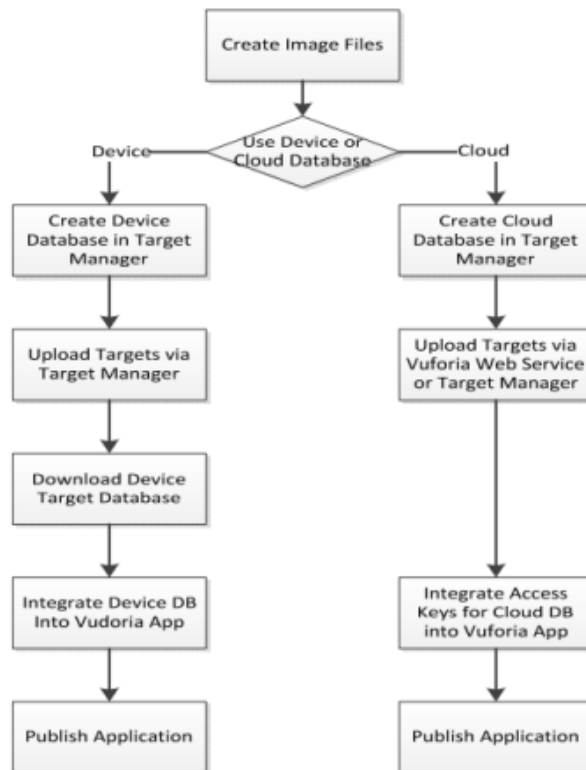 Create Image Files
Use Device or
Cloud Database
Device
Cloud
Create Device
Database in Target
Manager
Create Cloud
Database in Target
Manager
Upload Targets via
Target Manager
Upload Targets via
Vuforia Web Service
or Target Manager
Download Device
Target Database
Integrate Device DB
Into Vudoria App
Integrate Access
Keys for Cloud DB
into Vuforia App
Publish Application
Publish Application